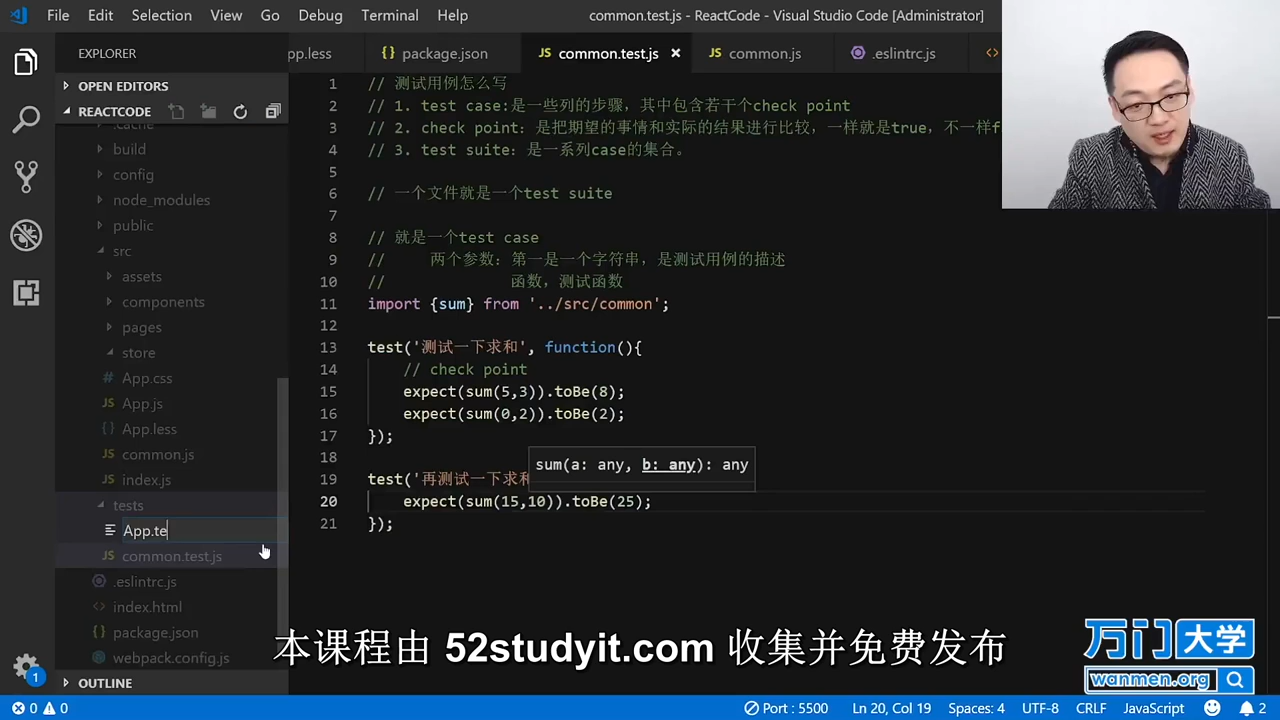 File Edit Selection View Go Debug Terminal Help common.test.js - ReactCode - Visual Studio Code [Administrator]
EXPLORER
pp.less package.json JS common.test.js JS common.js .eslintrc.js
OPEN EDITORS
REACTCODE
.cache
build
config
node_modules
public
src
assets
components
pages
store
JS App.css
JS App.js
App.less
JS common.js
JS index.js
tests
App.te
JS common.test.js
.eslintrc.js
index.html
package.json
webpack.config.js
OUTLINE
1 // 测试用例怎么写
2 // 1. test case:是一些列的步骤，其中包含若干个check point
3 // 2. check point: 是把期望的事情和实际的结果进行比较，一样就是true，不一样f
4 // 3. test suite: 是一系列case的集合。
5
6 // 一个文件就是一个test suite
7
8 // 就是一个test case
9 // 两个参数: 第一是一个字符串，是测试用例的描述
10 // 函数，测试函数
11 import {sum} from '../src/common';
12
13 test('测试一下求和', function(){
14 // check point
15 expect(sum(5,3)).toBe(8);
16 expect(sum(0,2)).toBe(2);
17 });
18
sum(a: any, b: any): any
19 test('再测试一下求和
20 expect(sum(15,10)).toBe(25);
21 });
本课程由 52studyit.com 收集并免费发布
万门大学
wanmen.org
1
0 0 Port : 5500 Ln 20, Col 19 Spaces: 4 UTF-8 CRLF JavaScript 2